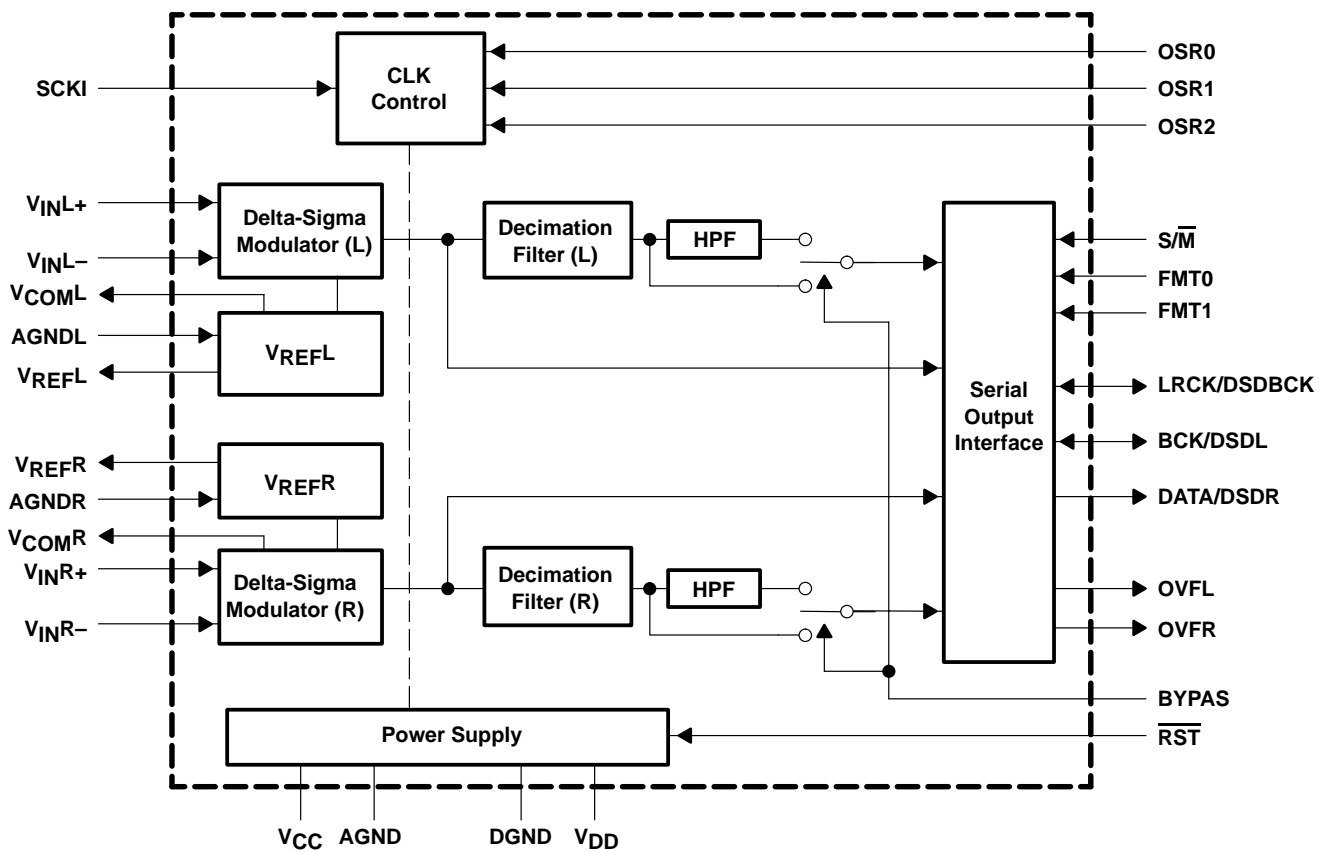 SCKI
CLK
Control
OSR0
OSR1
OSR2
VINL+
VINL–
VCOML
AGNDL
VREFL
Delta-Sigma
Modulator (L)
VREFL
Decimation
Filter (L)
HPF
Serial
Output
Interface
S/M̅
FMT0
FMT1
LRCK/DSDBCK
BCK/DSDL
DATA/DSDR
OVFL
OVFR
BYPAS
R̅S̅T̅
VREFR
AGNDR
VCOMR
VINR+
VINR–
VREFR
Delta-Sigma
Modulator (R)
Decimation
Filter (R)
HPF
Power Supply
VCC
AGND
DGND
VDD